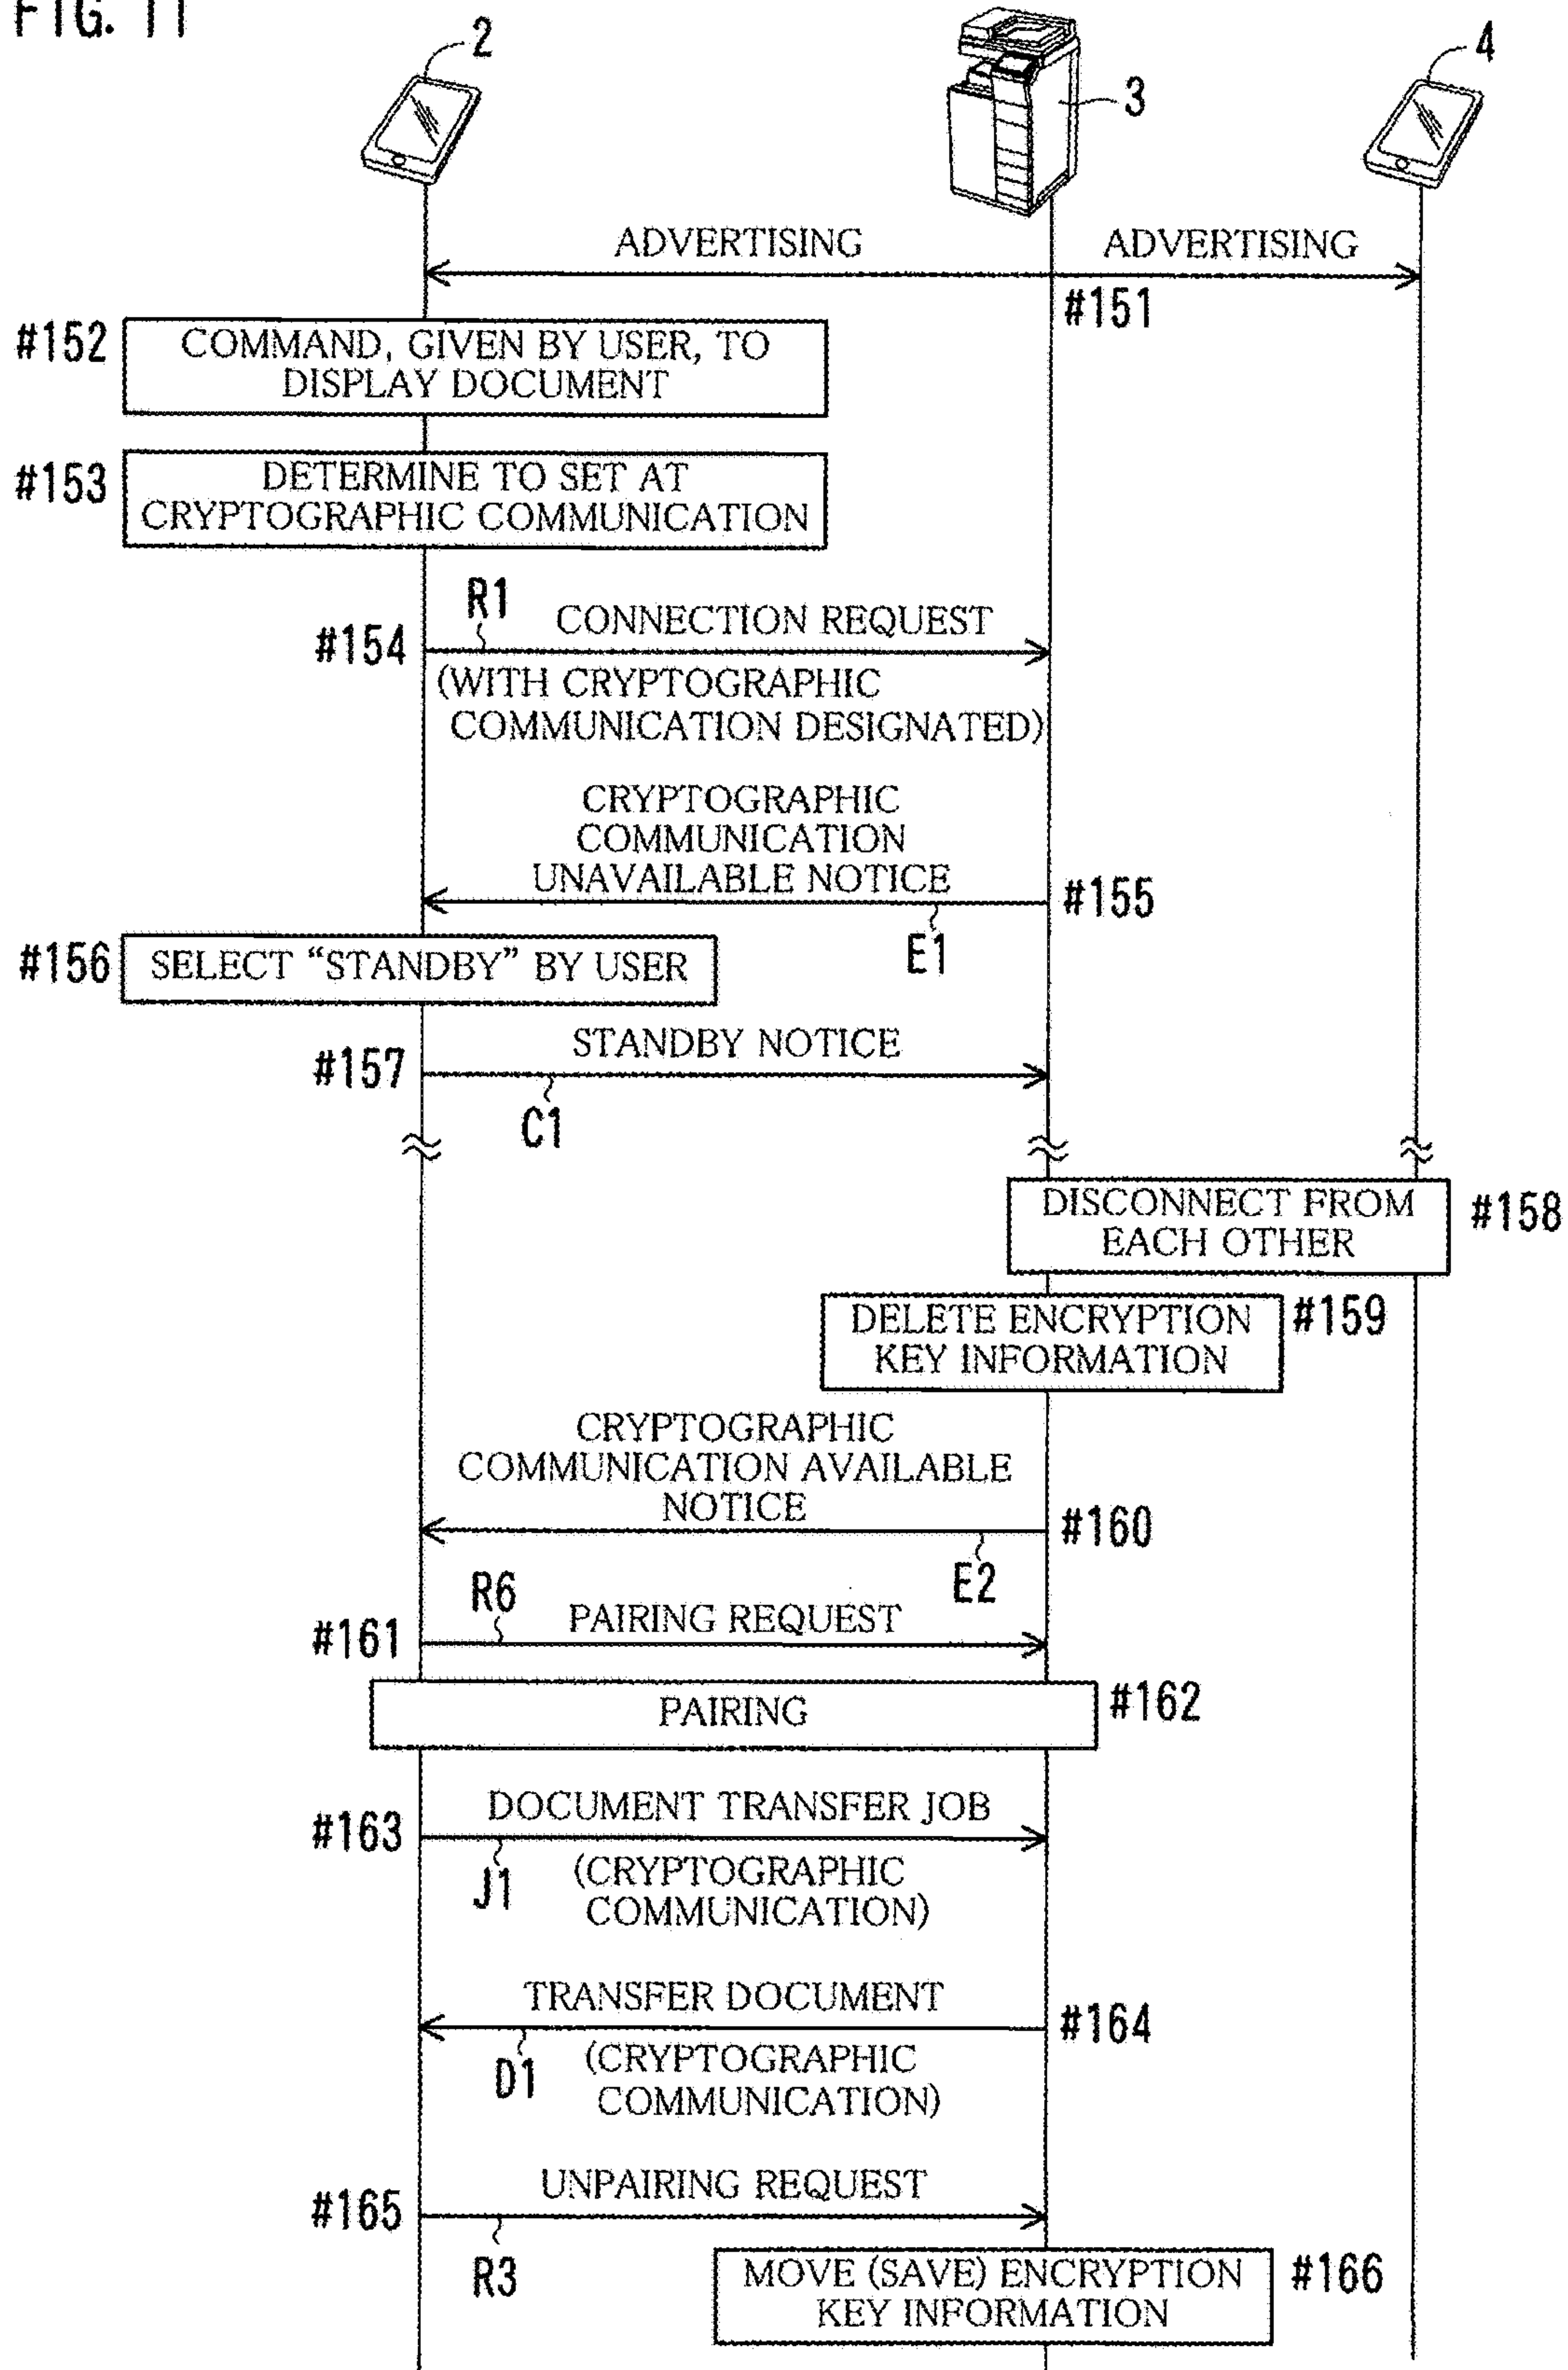 FIG. 11
2
3
4
ADVERTISING
ADVERTISING
#151
#152
COMMAND, GIVEN BY USER, TO
DISPLAY DOCUMENT
#153
DETERMINE TO SET AT
CRYPTOGRAPHIC COMMUNICATION
R1
CONNECTION REQUEST
#154
(WITH CRYPTOGRAPHIC
COMMUNICATION DESIGNATED)
CRYPTOGRAPHIC
COMMUNICATION
UNAVAILABLE NOTICE
#155
E1
#156
SELECT “STANDBY” BY USER
STANDBY NOTICE
#157
C1
DISCONNECT FROM
EACH OTHER
#158
DELETE ENCRYPTION
KEY INFORMATION
#159
CRYPTOGRAPHIC
COMMUNICATION AVAILABLE
NOTICE
#160
E2
R6
PAIRING REQUEST
#161
PAIRING
#162
DOCUMENT TRANSFER JOB
#163
J1
(CRYPTOGRAPHIC
COMMUNICATION)
TRANSFER DOCUMENT
#164
D1
(CRYPTOGRAPHIC
COMMUNICATION)
UNPAIRING REQUEST
#165
R3
MOVE (SAVE) ENCRYPTION
KEY INFORMATION
#166